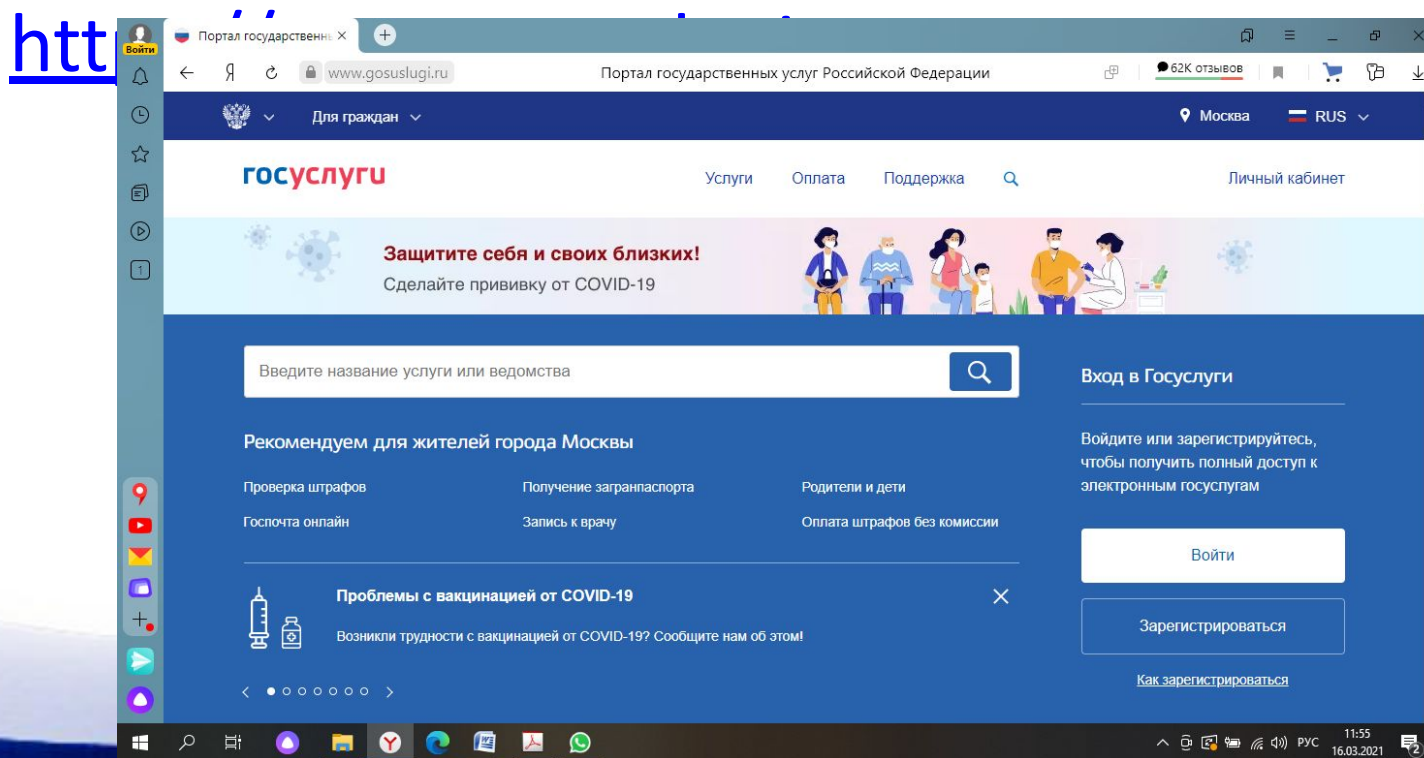 htt
Войти
Портал государственн
www.gosuslugi.ru
Портал государственных услуг Российской Федерации
62К отзывов
Для граждан
Москва
RUS
госуслуги
Услуги
Оплата
Поддержка
Личный кабинет
Защитите себя и своих близких!
Сделайте прививку от COVID-19
1
Введите название услуги или ведомства
Рекомендуем для жителей города Москвы
Проверка штрафов
Получение загранпаспорта
Родители и дети
Госпочта онлайн
Запись к врачу
Оплата штрафов без комиссии
Проблемы с вакцинацией от COVID-19
Возникли трудности с вакцинацией от COVID-19? Сообщите нам об этом!
Вход в Госуслуги
Войдите или зарегистрируйтесь,
чтобы получить полный доступ к
электронным госуслугам
Войти
Зарегистрироваться
Как зарегистрироваться
РУС
11:55
16.03.2021
2